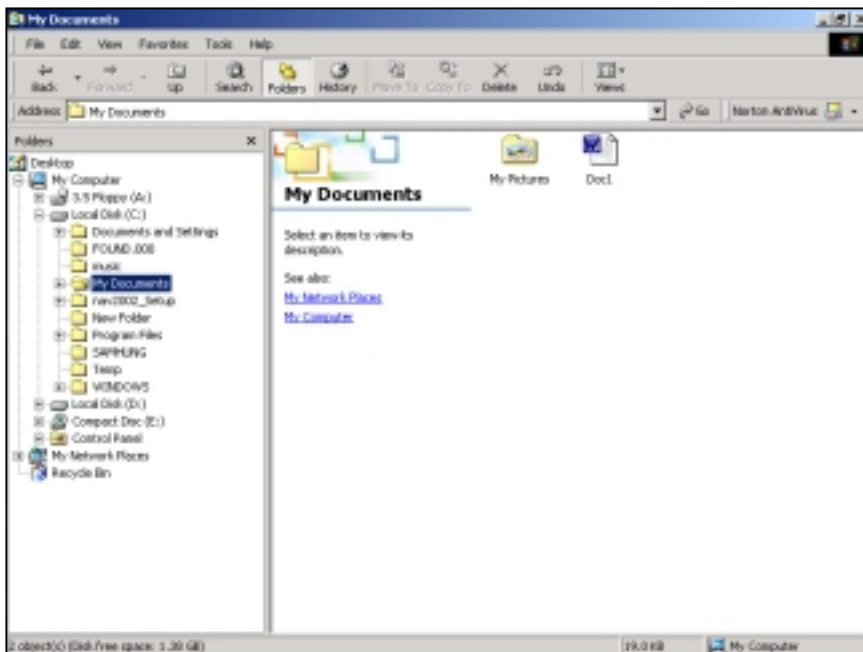 My Documents
File Edit View Favorites Tools Help
Back Forward Up Search Folders History Move To Copy To Delete Undo Views
Address My Documents Go Norton AntiVirus
Folders x
Desktop
My Computer
3.5 Floppy (A:)
Local Disk (C:)
Documents and Settings
FOUND.000
music
My Documents
nav2002_Setup
New Folder
Program Files
Temp
WINDOWS
Local Disk (D:)
Compact Disc (E:)
Control Panel
My Network Places
Recycle Bin
My Documents
Select an item to view its
description.
See also:
My Network Places
My Computer
My Pictures Doc1
2 object(s) (Disk free space: 1.38 GB) 19.0 KB My Computer